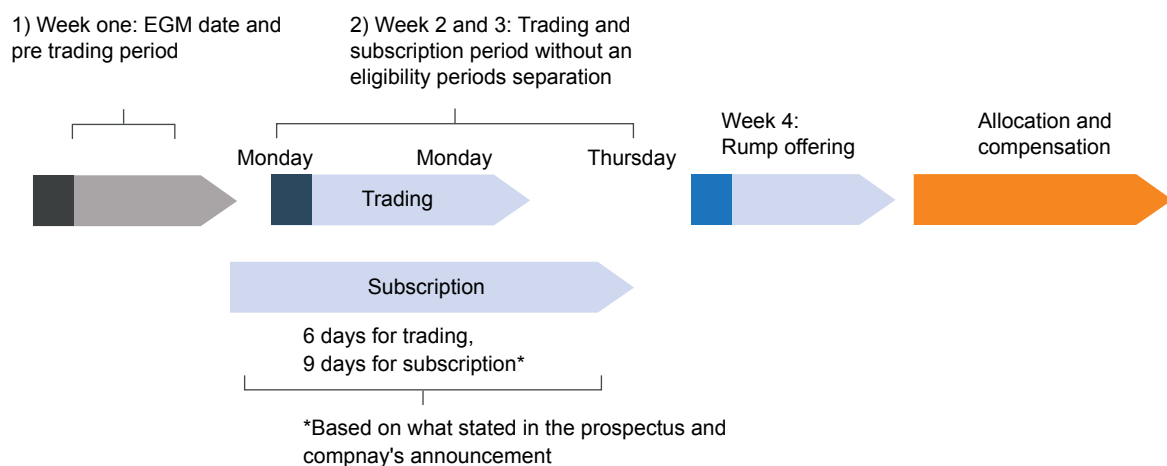 1) Week one: EGM date and
pre trading period
2) Week 2 and 3: Trading and
subscription period without an
eligibility periods separation
Week 4:
Rump offering
Allocation and
compensation
Monday
Monday
Thursday
Trading
Subscription
6 days for trading,
9 days for subscription*
*Based on what stated in the prospectus and
compnay's announcement